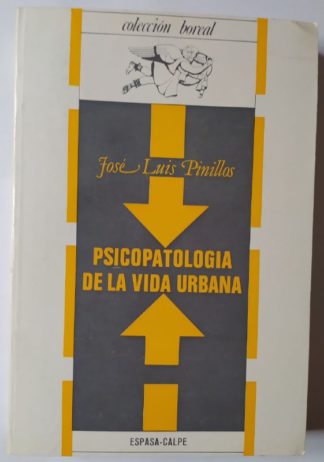 colección boreal
José Luis Pinillos
PSICOPATOLOGIA
DE LA VIDA URBANA
ESPASA-CALPE